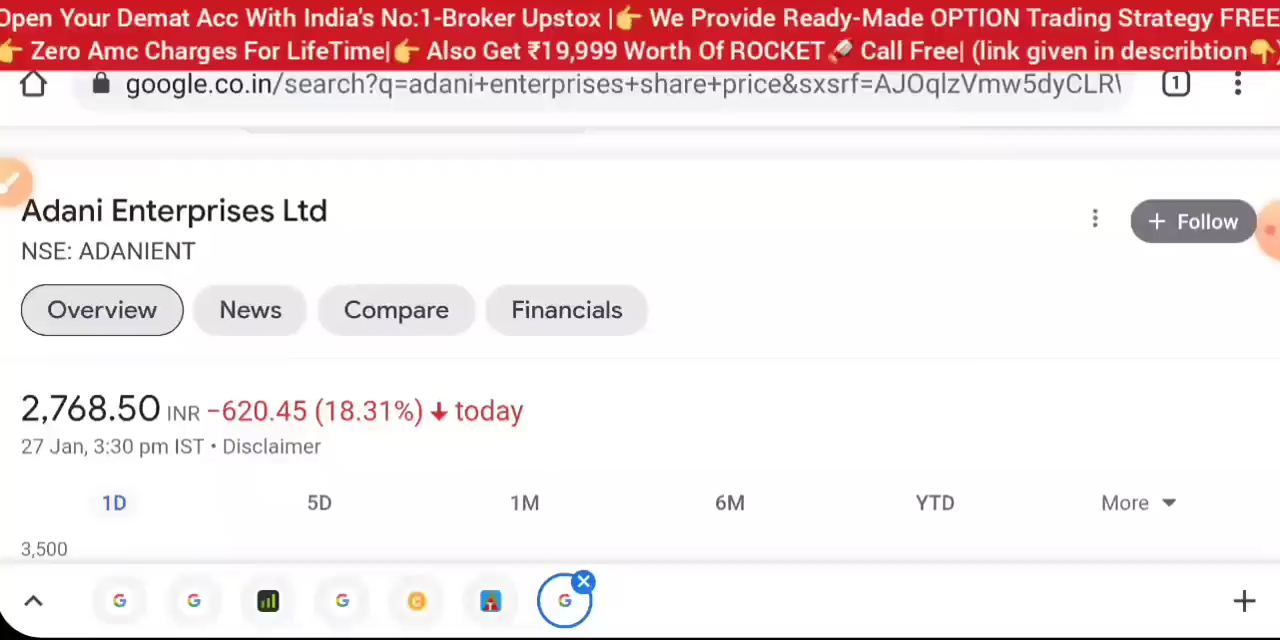 Open Your Demat Acc With India's No:1-Broker Upstox |👉 We Provide Ready-Made OPTION Trading Strategy FREE
👉 Zero Amc Charges For LifeTime|👉 Also Get ₹19,999 Worth Of ROCKET🚀 Call Free| (link given in describtion👇)
google.co.in/search?q=adani+enterprises+share+price&sxsrf=AJOqlzVmw5dyCLR
1
Adani Enterprises Ltd
+ Follow
NSE: ADANIENT
Overview News Compare Financials
2,768.50 INR −620.45 (18.31%) ↓ today
27 Jan, 3:30 pm IST • Disclaimer
1D 5D 1M 6M YTD More
3,500